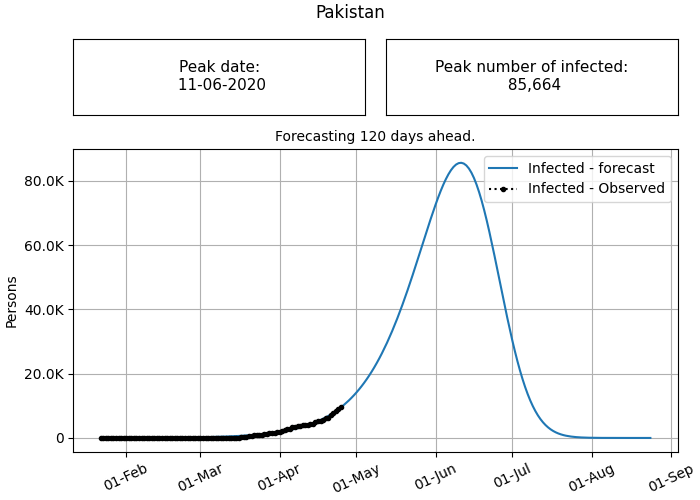 Pakistan
Peak date:
11-06-2020
Peak number of infected:
85,664
Forecasting 120 days ahead.
Infected - forecast
Infected - Observed
Persons
80.0K
60.0K
40.0K
20.0K
0
01-Feb
01-Mar
01-Apr
01-May
01-Jun
01-Jul
01-Aug
01-Sep